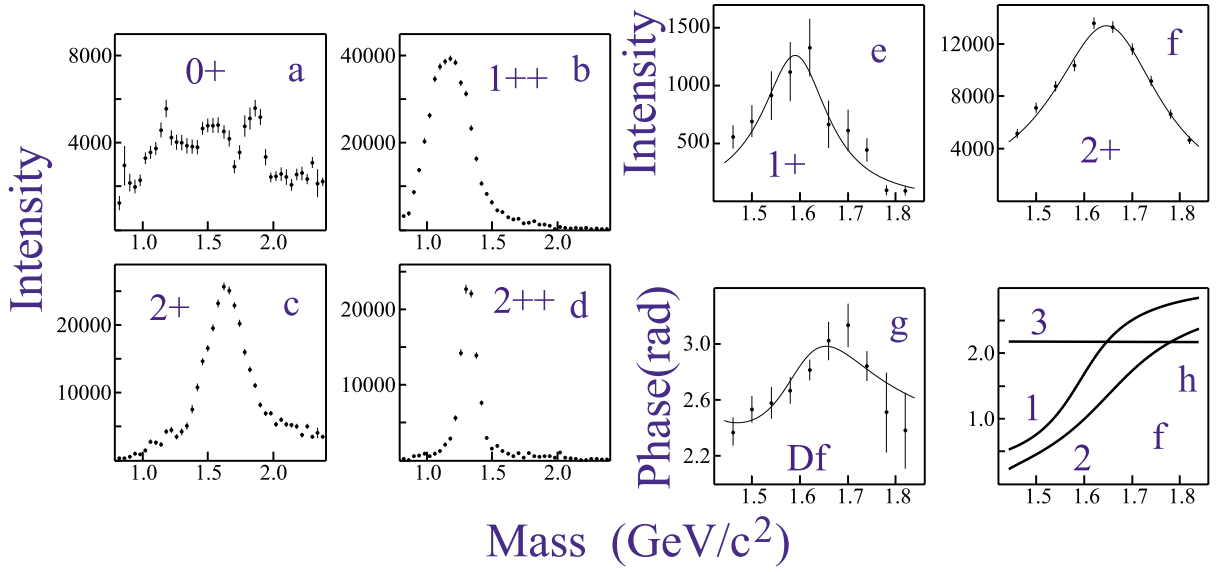 Intensity
8000
4000
0+
a
1.0 1.5 2.0
40000
20000
1++
b
1.0 1.5 2.0
20000
10000
2+
c
1.0 1.5 2.0
20000
10000
2++
d
1.0 1.5 2.0
Intensity
1500
1000
500
e
1+
1.5 1.6 1.7 1.8
12000
8000
4000
f
2+
1.5 1.6 1.7 1.8
Phase(rad)
3.0
2.6
2.2
g
Df
1.5 1.6 1.7 1.8
2.0
1.0
3
h
1
2
f
1.5 1.6 1.7 1.8
Mass (GeV/c2)